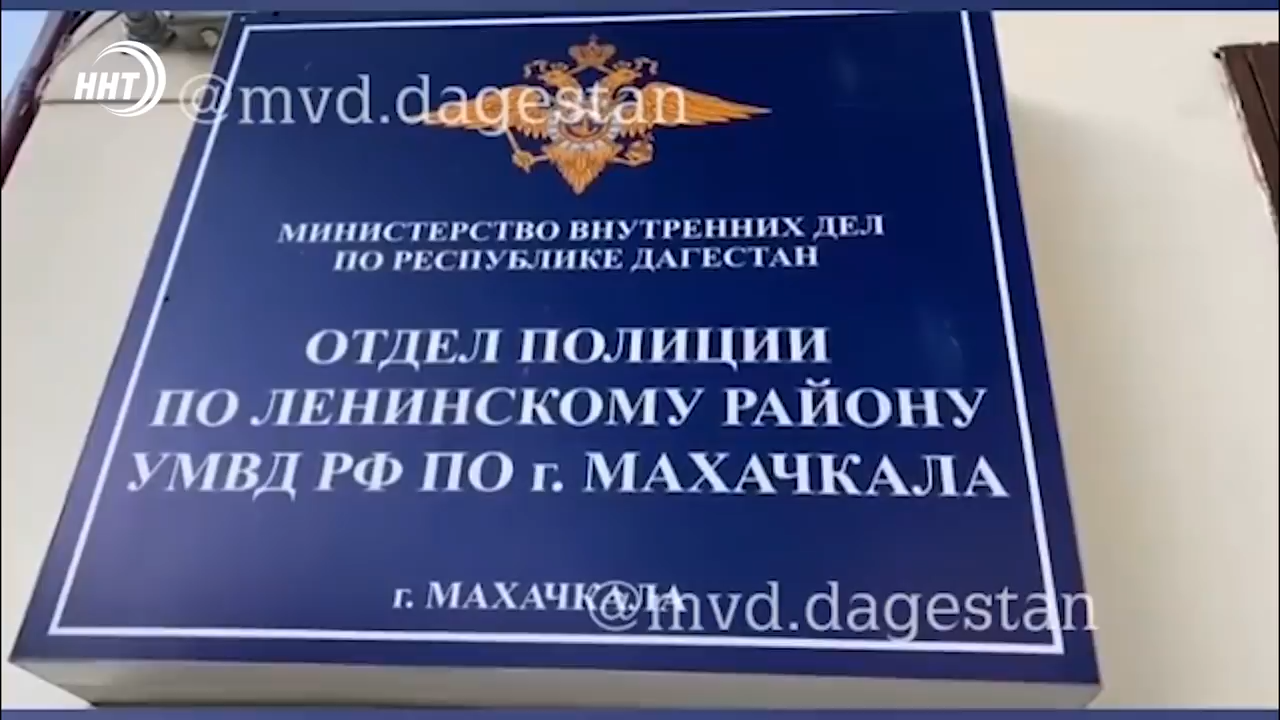 ННТ
@mvd.dagestan
МИНИСТЕРСТВО ВНУТРЕННИХ ДЕЛ
ПО РЕСПУБЛИКЕ ДАГЕСТАН
ОТДЕЛ ПОЛИЦИИ
ПО ЛЕНИНСКОМУ РАЙОНУ
УМВД РФ ПО г. МАХАЧКАЛА
г. МАХАЧКАЛА
@mvd.dagestan